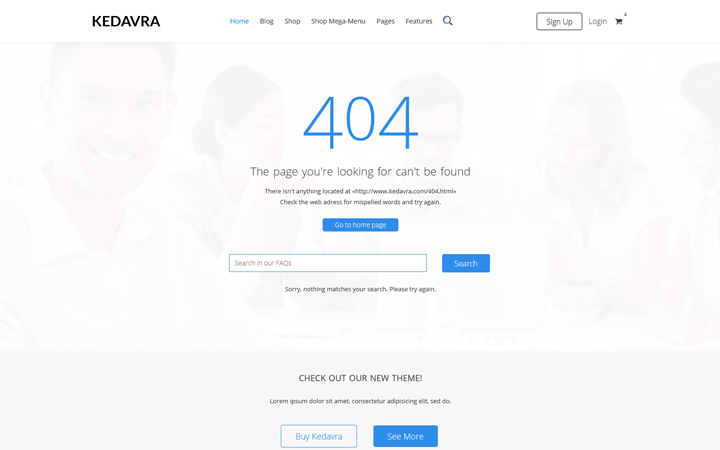 KEDAVRA
Home Blog Shop Shop Mega-Menu Pages Features
Sign Up Login
404
The page you're looking for can't be found
There isn't anything located at «http://www.kedavra.com/404.html»
Check the web adress for mispelled words and try again.
Go to home page
Search in our FAQs Search
Sorry, nothing matches your search. Please try again.
CHECK OUT OUR NEW THEME!
Lorem ipsum dolor sit amet, consectetur adipisicing elit, sed do.
Buy Kedavra See More